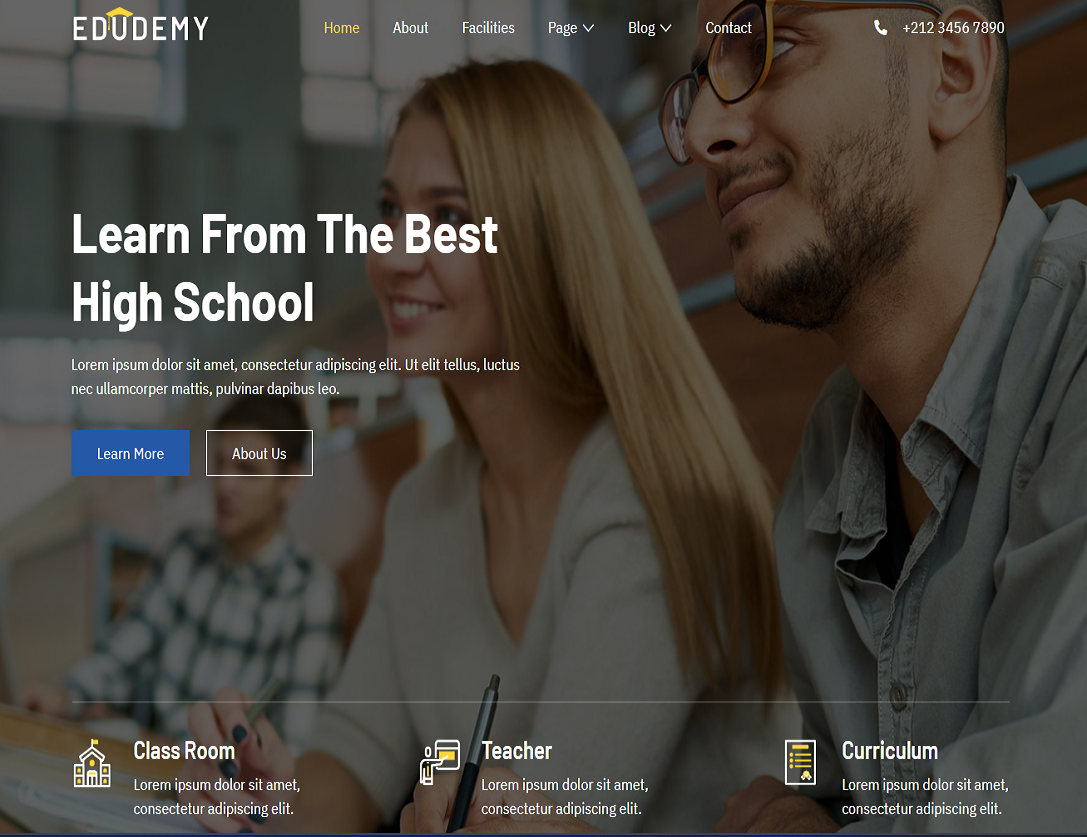 EDUDEMY
Home About Facilities Page Blog Contact +212 3456 7890
Learn From The Best
High School
Lorem ipsum dolor sit amet, consectetur adipiscing elit. Ut elit tellus, luctus
nec ullamcorper mattis, pulvinar dapibus leo.
Learn More About Us
Class Room
Lorem ipsum dolor sit amet,
consectetur adipiscing elit.
Teacher
Lorem ipsum dolor sit amet,
consectetur adipiscing elit.
Curriculum
Lorem ipsum dolor sit amet,
consectetur adipiscing elit.